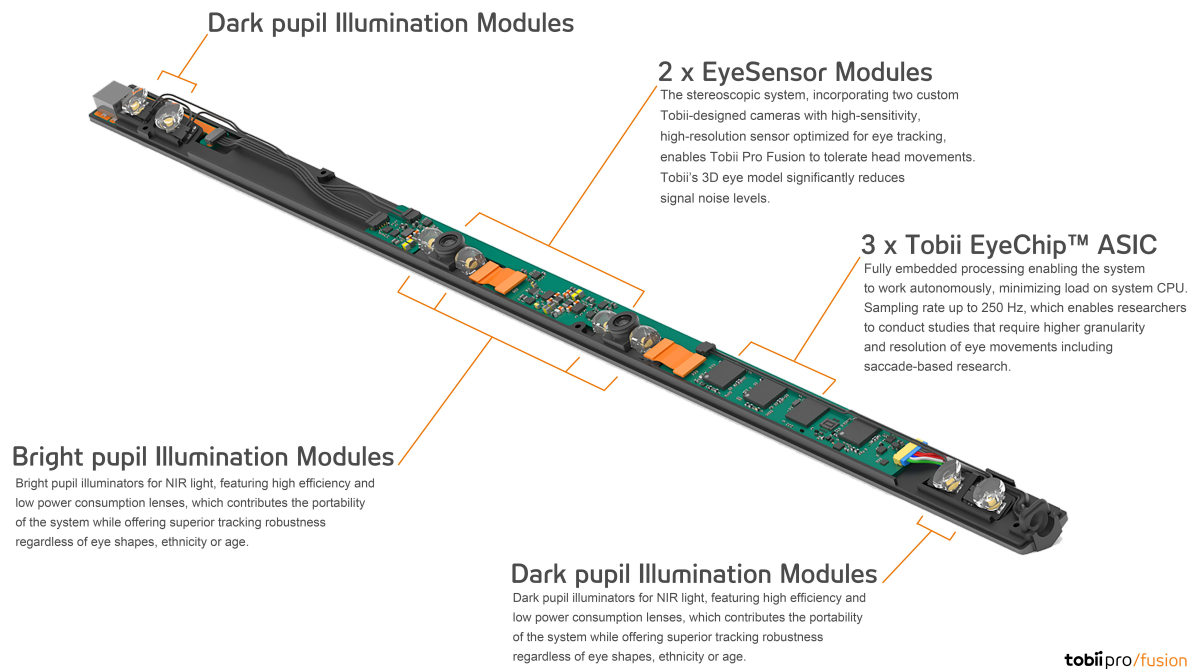 Dark pupil Illumination Modules
2 x EyeSensor Modules
The stereoscopic system, incorporating two custom
Tobii-designed cameras with high-sensitivity,
high-resolution sensor optimized for eye tracking,
enables Tobii Pro Fusion to tolerate head movements.
Tobii's 3D eye model significantly reduces
signal noise levels.
3 x Tobii EyeChip™ ASIC
Fully embedded processing enabling the system
to work autonomously, minimizing load on system CPU.
Sampling rate up to 250 Hz, which enables researchers
to conduct studies that require higher granularity
and resolution of eye movements including
saccade-based research.
Bright pupil Illumination Modules
Bright pupil illuminators for NIR light, featuring high efficiency and
low power consumption lenses, which contributes the portability
of the system while offering superior tracking robustness
regardless of eye shapes, ethnicity or age.
Dark pupil Illumination Modules
Dark pupil illuminators for NIR light, featuring high efficiency and
low power consumption lenses, which contributes the portability
of the system while offering superior tracking robustness
regardless of eye shapes, ethnicity or age.
tobiipro/fusion